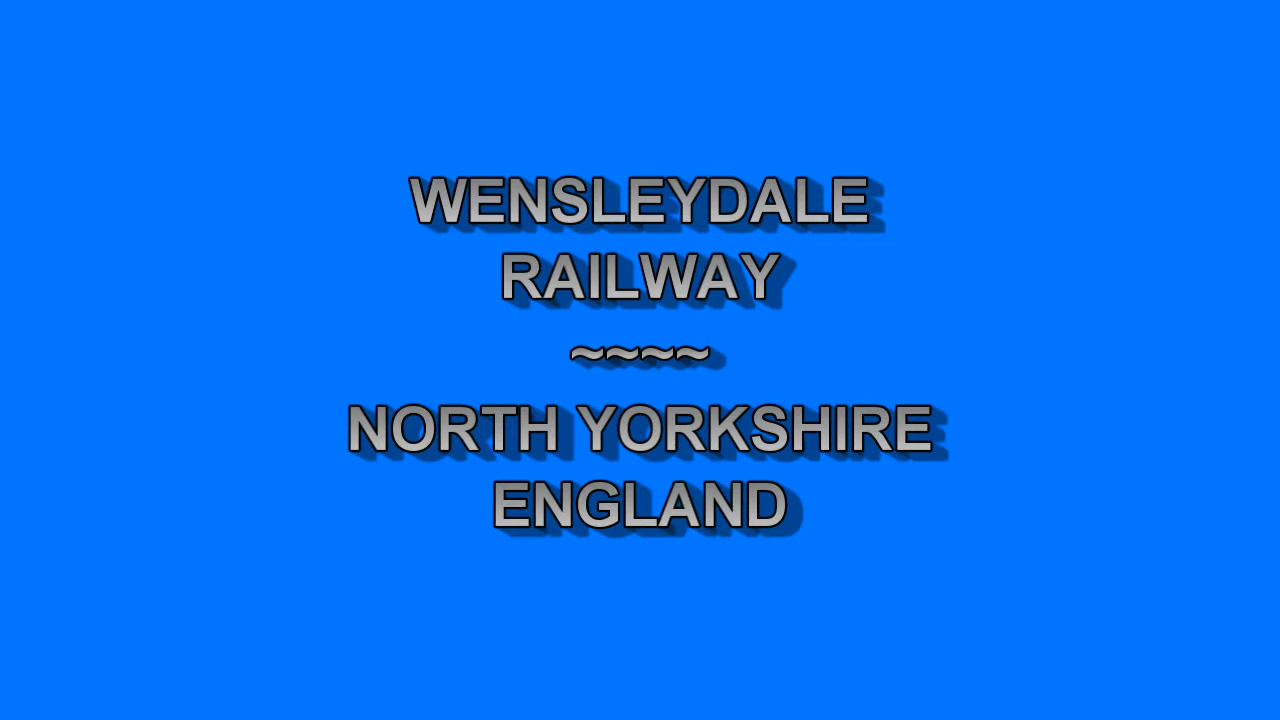 WENSLEYDALE
RAILWAY
~~~~
NORTH YORKSHIRE
ENGLAND